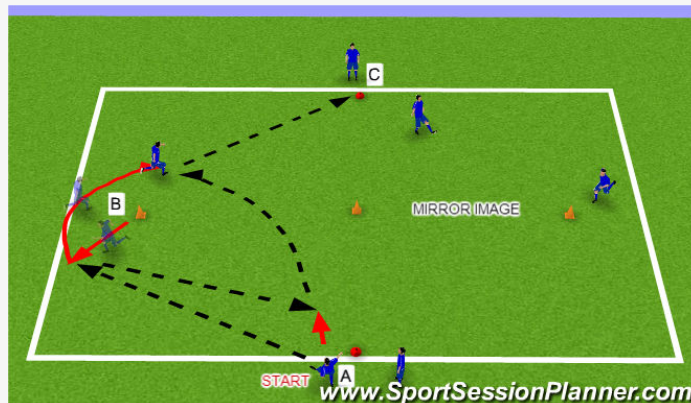 C
B
MIRROR IMAGE
START
A
www.SportSessionPlanner.com